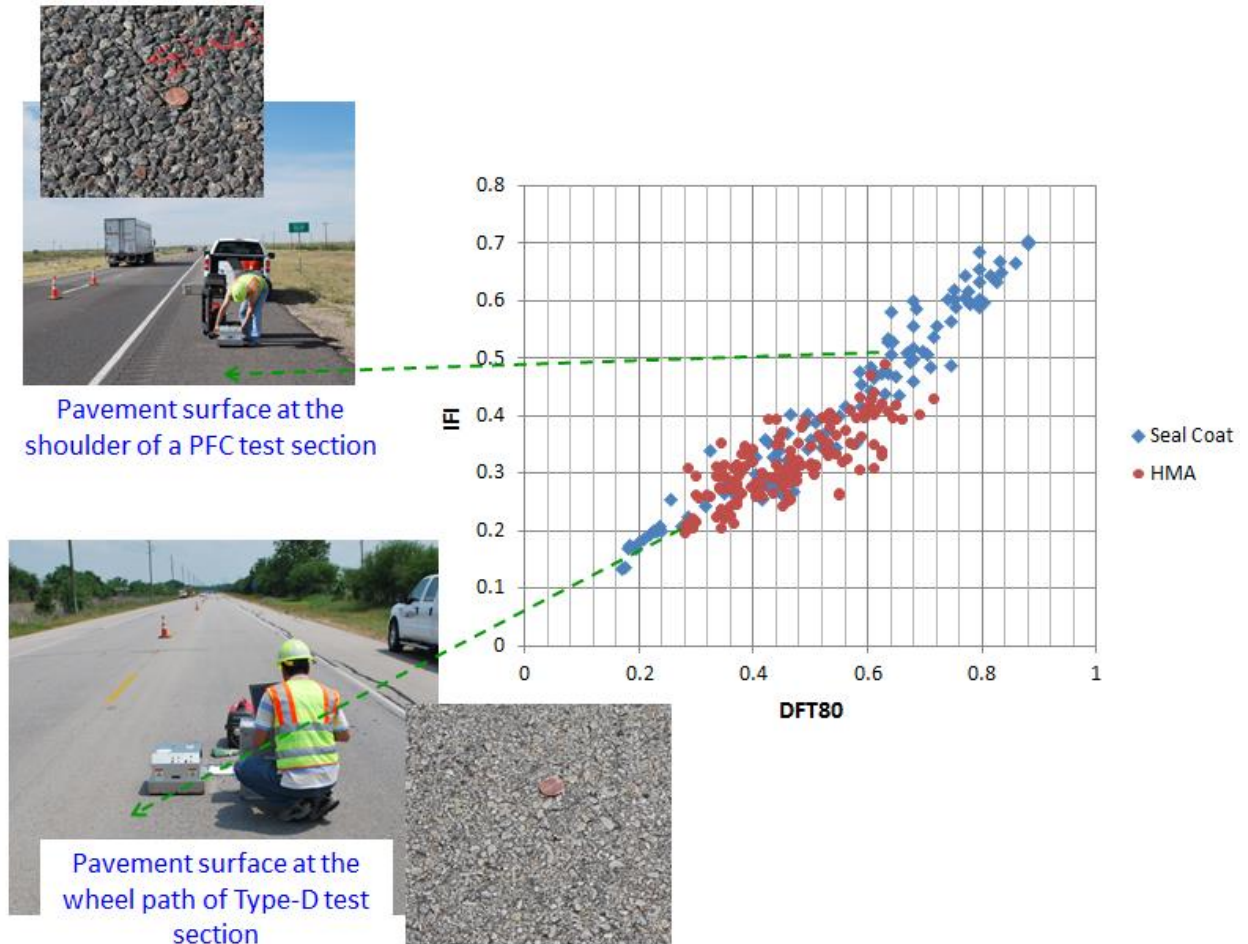 Pavement surface at the
shoulder of a PFC test section
0.8
0.7
0.6
0.5
0.4
0.3
0.2
0.1
0
IFI
0
0.2
0.4
0.6
0.8
1
DFT80
Seal Coat
HMA
Pavement surface at the
wheel path of Type-D test
section